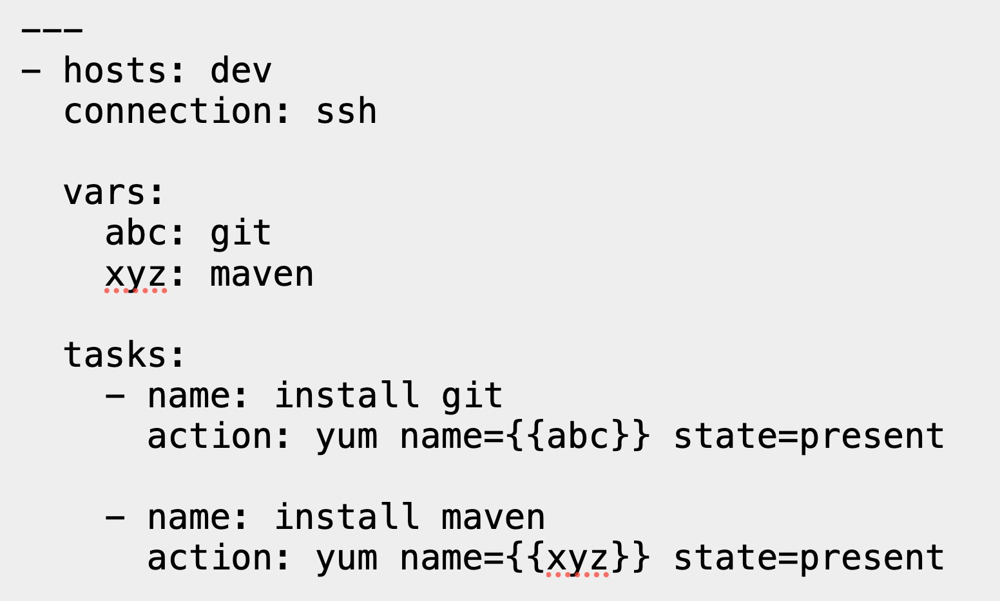 ---
- hosts: dev
  connection: ssh

  vars:
    abc: git
    xyz: maven

  tasks:
    - name: install git
      action: yum name={{abc}} state=present

    - name: install maven
      action: yum name={{xyz}} state=present